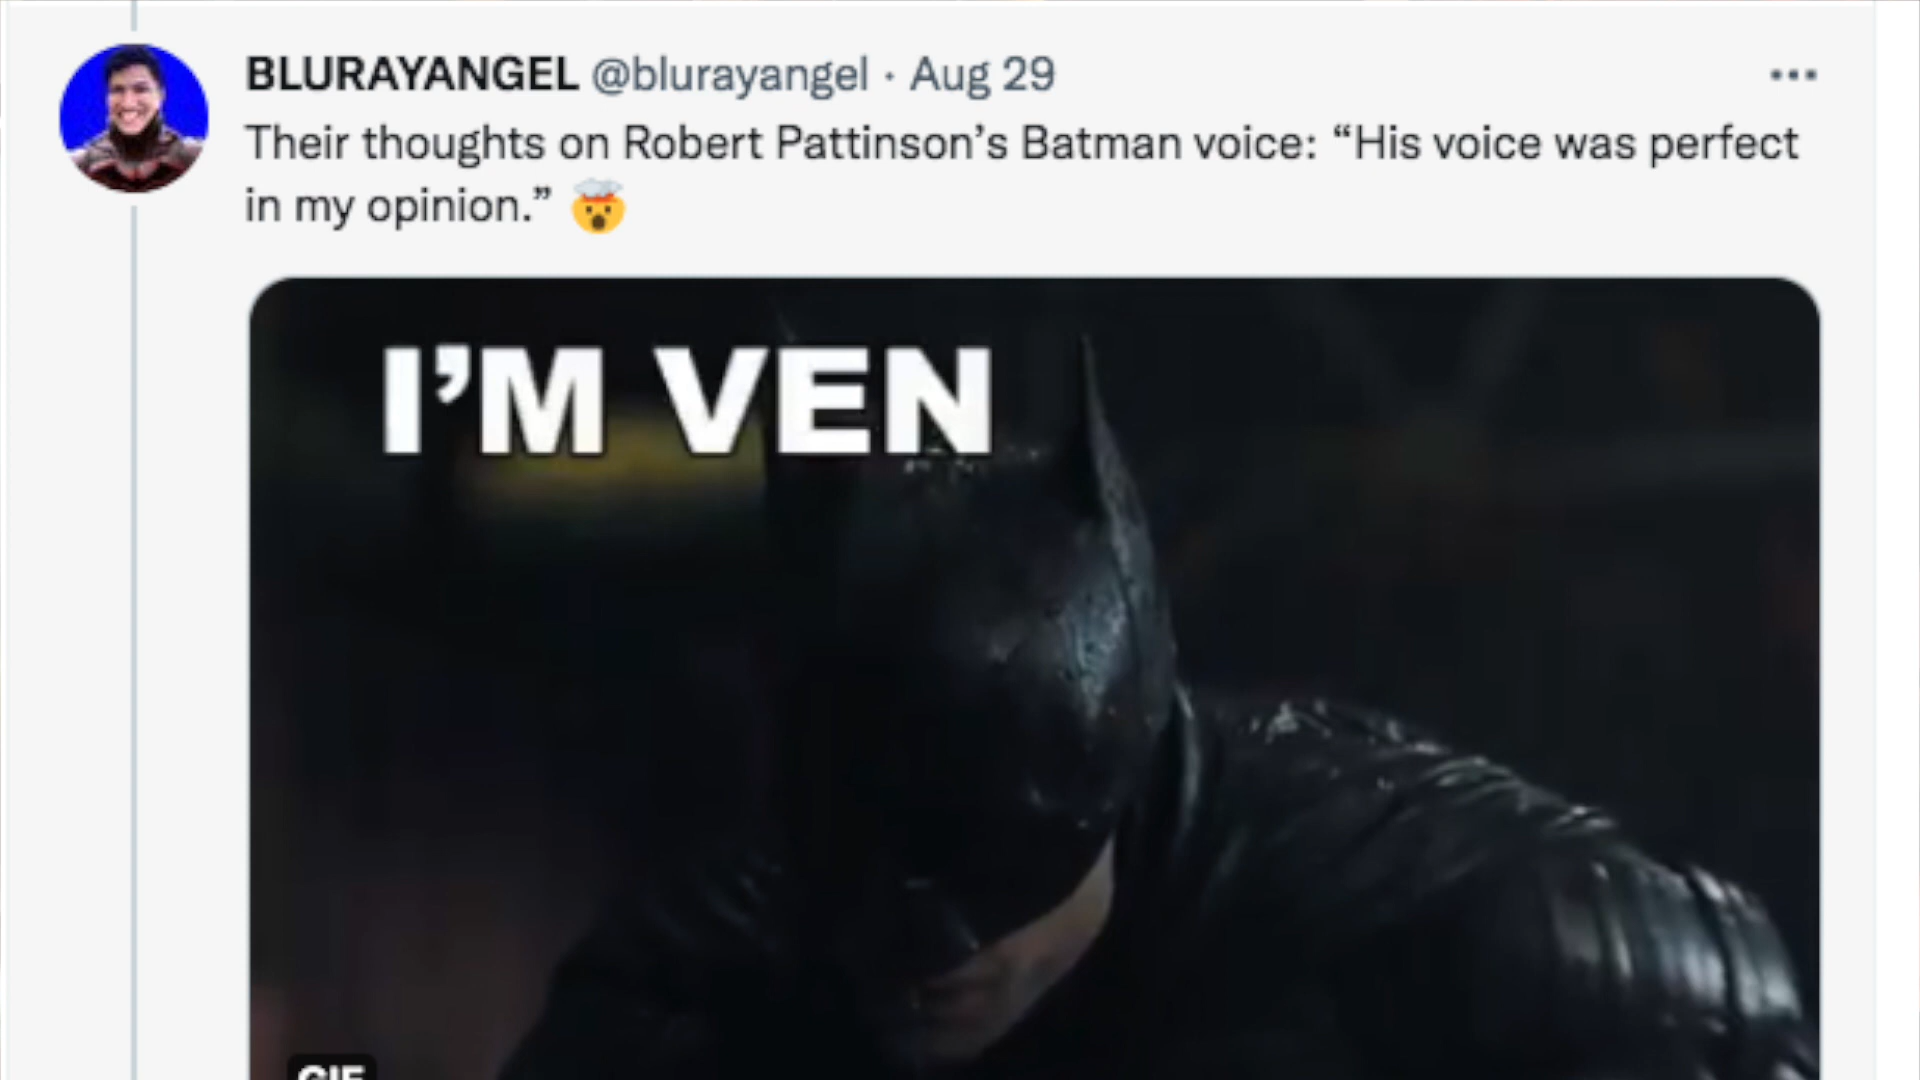 BLURAYANGEL @blurayangel · Aug 29
Their thoughts on Robert Pattinson’s Batman voice: “His voice was perfect
in my opinion.” 🤯
I’M VEN
GIF